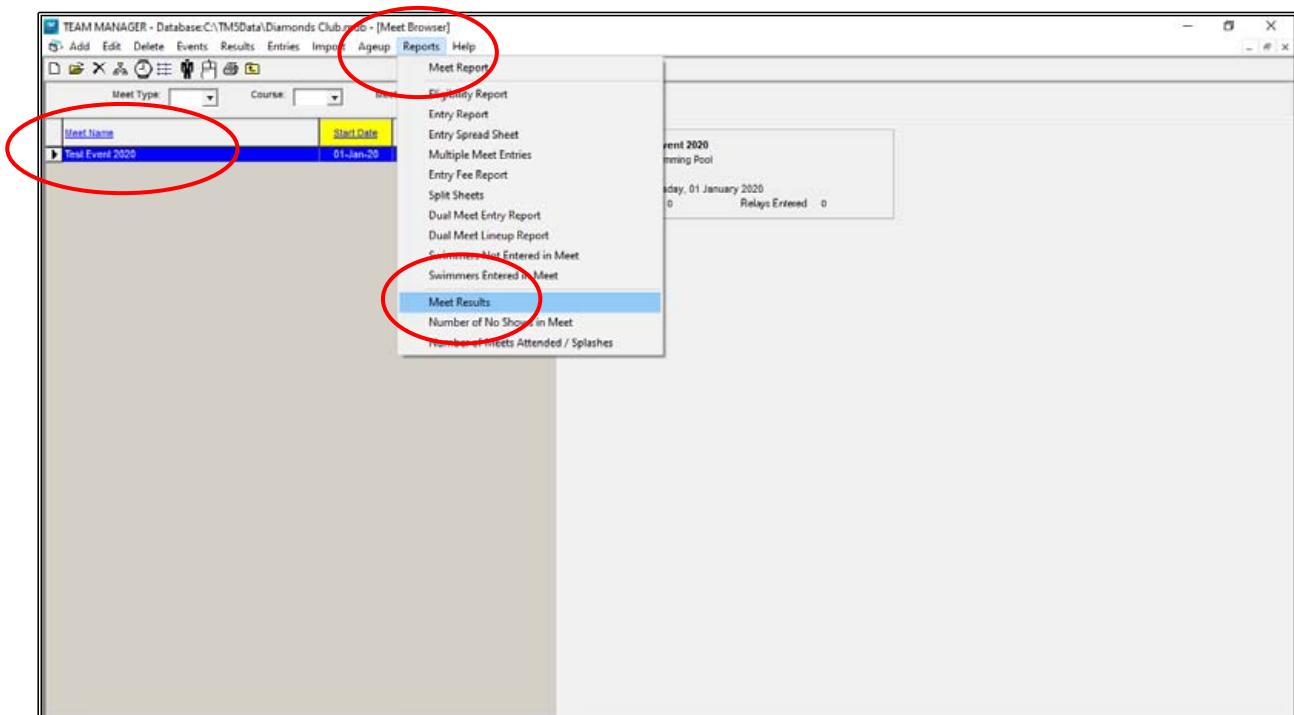 TEAM MANAGER - Database:C:\TM5Data\Diamonds Club.mdb - [Meet Browser]
Add Edit Delete Events Results Entries Import Ageup Reports Help
Meet Type: Course: Meet
Meet Name Start Date
Test Event 2020 01-Jan-20
Meet Report
Eligibility Report
Entry Report
Entry Spread Sheet
Multiple Meet Entries
Entry Fee Report
Split Sheets
Dual Meet Entry Report
Dual Meet Lineup Report
Swimmers Not Entered in Meet
Swimmers Entered in Meet
Meet Results
Number of No Shows in Meet
Number of Meets Attended / Splashes
vent 2020
mming Pool
sday, 01 January 2020
0 Relays Entered 0